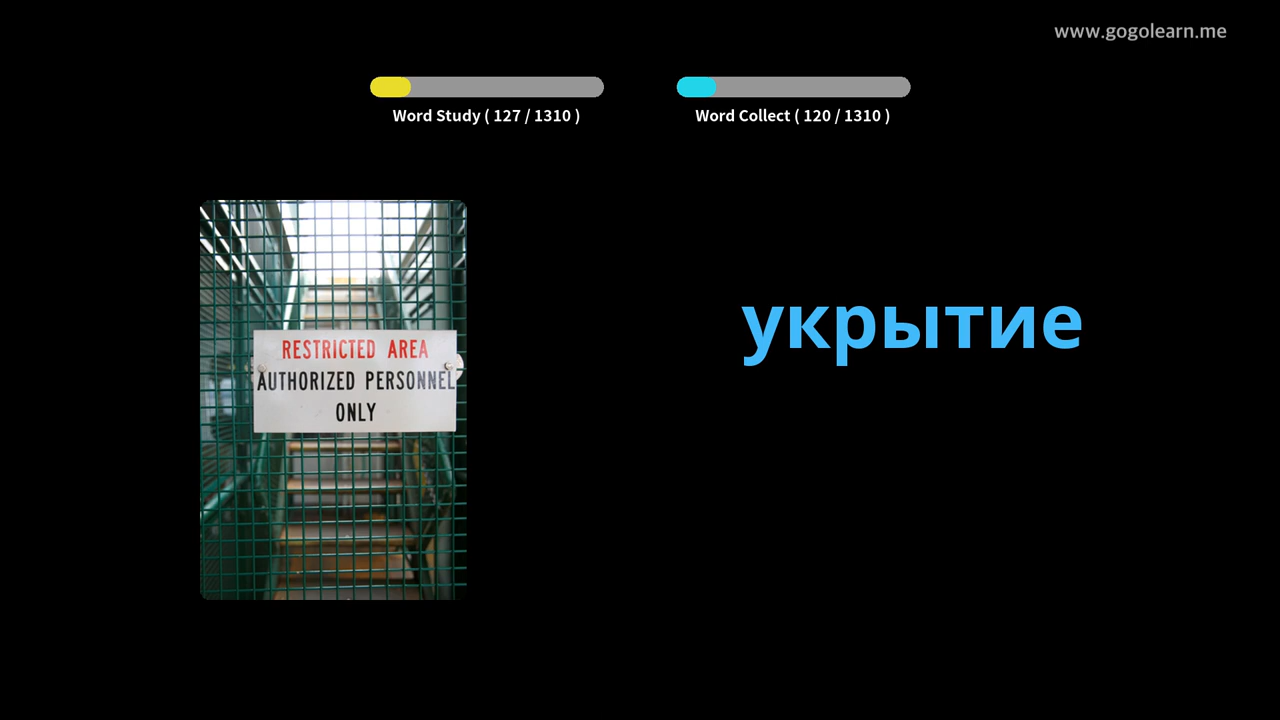 www.gogolearn.me
Word Study ( 127 / 1310 )
Word Collect ( 120 / 1310 )
RESTRICTED AREA
AUTHORIZED PERSONNEL
ONLY
укрытие